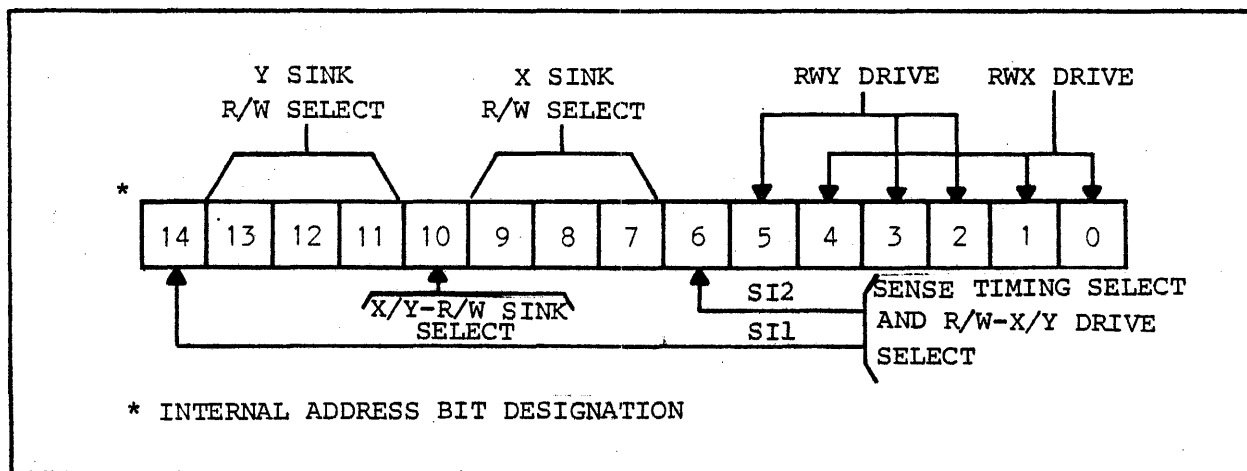 Y SINK
R/W SELECT
X SINK
R/W SELECT
RWY DRIVE
RWX DRIVE
*
14 13 12 11 10 9 8 7 6 5 4 3 2 1 0
X/Y-R/W SINK
SELECT
SI2
SI1
SENSE TIMING SELECT
AND R/W-X/Y DRIVE
SELECT
* INTERNAL ADDRESS BIT DESIGNATION